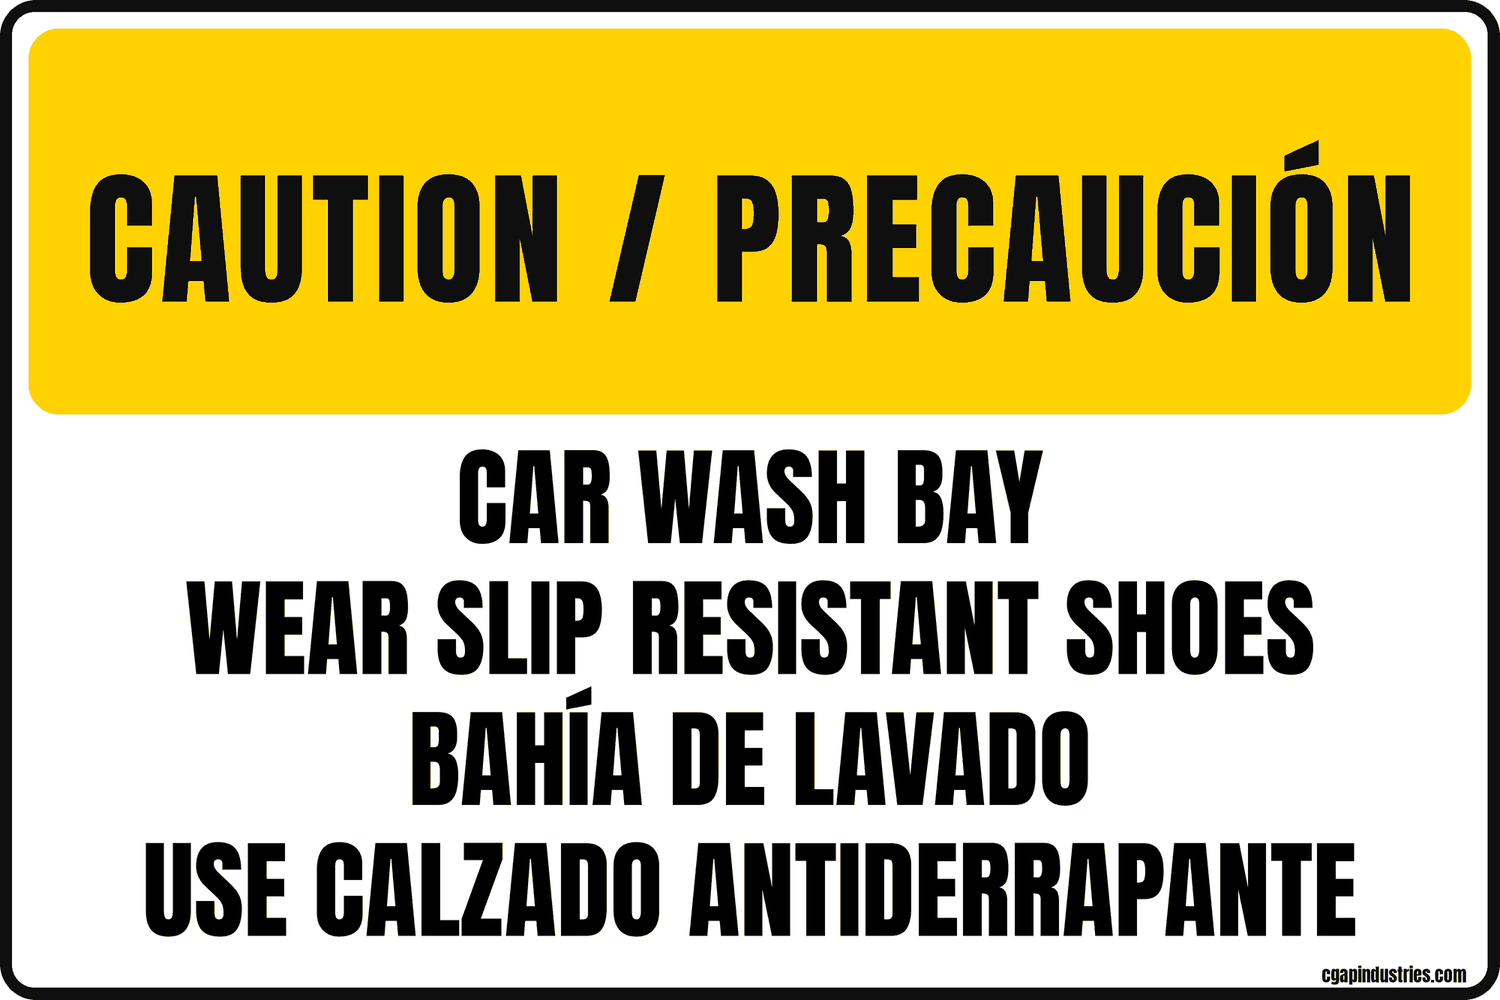 CAUTION / PRECAUCIÓN
CAR WASH BAY
WEAR SLIP RESISTANT SHOES
BAHÍA DE LAVADO
USE CALZADO ANTIDERRAPANTE
cgapindustries.com